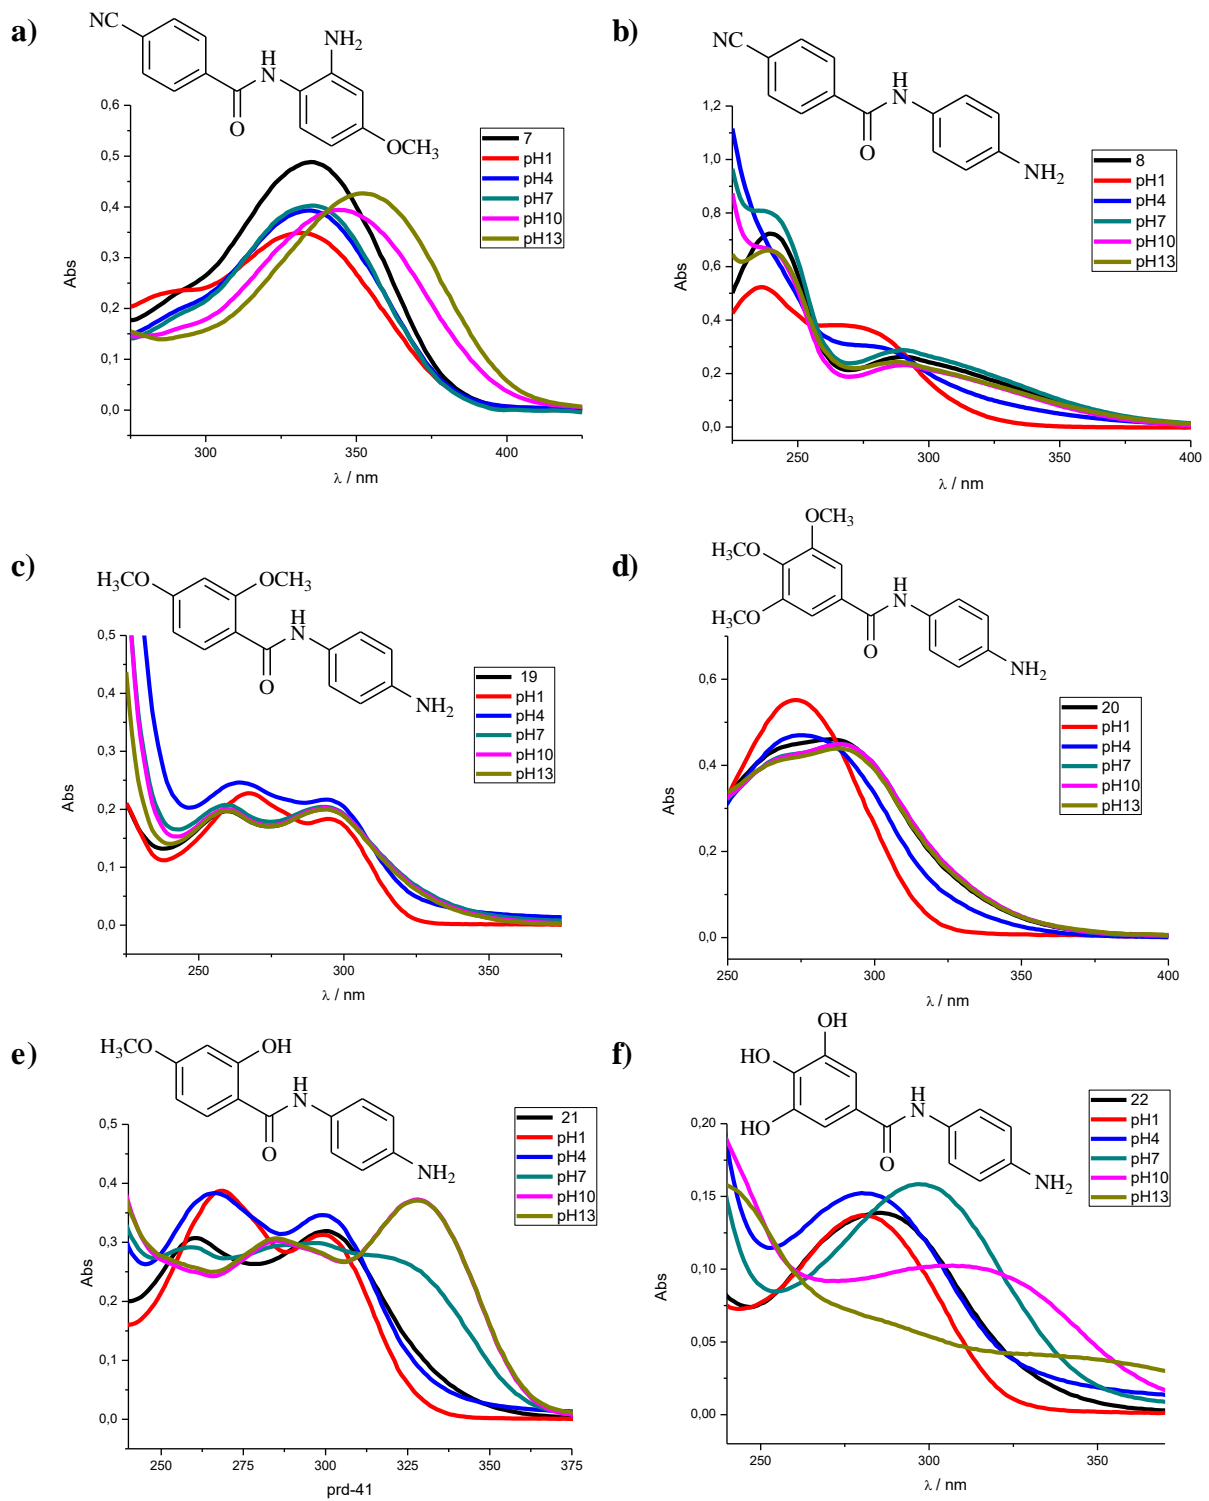 a)
NC
O
H
N
NH₂
OCH₃
0,6
0,5
0,4
0,3
0,2
0,1
0,0
Abs
300
350
400
λ / nm
7
pH1
pH4
pH7
pH10
pH13
b)
NC
O
H
N
NH₂
1,2
1,0
0,8
0,6
0,4
0,2
0,0
Abs
250
300
350
400
λ / nm
8
pH1
pH4
pH7
pH10
pH13
c)
H₃CO
OCH₃
H
N
O
NH₂
0,5
0,4
0,3
0,2
0,1
0,0
Abs
250
300
350
λ / nm
19
pH1
pH4
pH7
pH10
pH13
d)
OCH₃
H₃CO
H₃CO
H
N
O
NH₂
0,6
0,4
0,2
0,0
Abs
250
300
350
400
λ / nm
20
pH1
pH4
pH7
pH10
pH13
e)
H₃CO
OH
H
N
O
NH₂
0,5
0,4
0,3
0,2
0,1
0,0
Abs
250
275
300
325
350
375
prd-41
21
pH1
pH4
pH7
pH10
pH13
f)
OH
HO
HO
H
N
O
NH₂
0,20
0,15
0,10
0,05
0,00
Abs
250
300
350
λ / nm
22
pH1
pH4
pH7
pH10
pH13